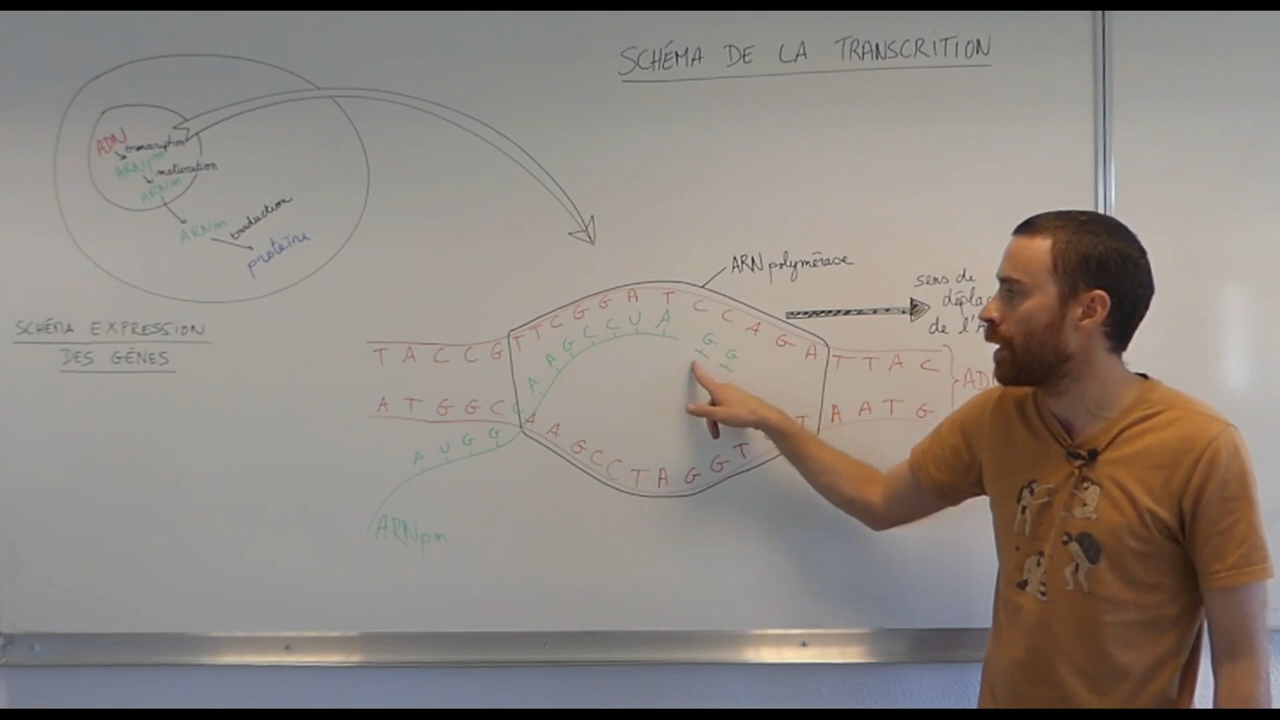 SCHÉMA DE LA TRANSCRITION
ADN
transcription
ARNpm
maturation
ARNm
ARNm
traduction
protéine
SCHÉMA EXPRESSION
DES GÈNES
ARN polymérase
sens de
dépla
de l'A
T A C C G T T C G G A T C C A G A T T A C
A A G C C U A G G
A T G G C A A G C C T A G G T T A A T G
ADN
A U G G C
ARNpm